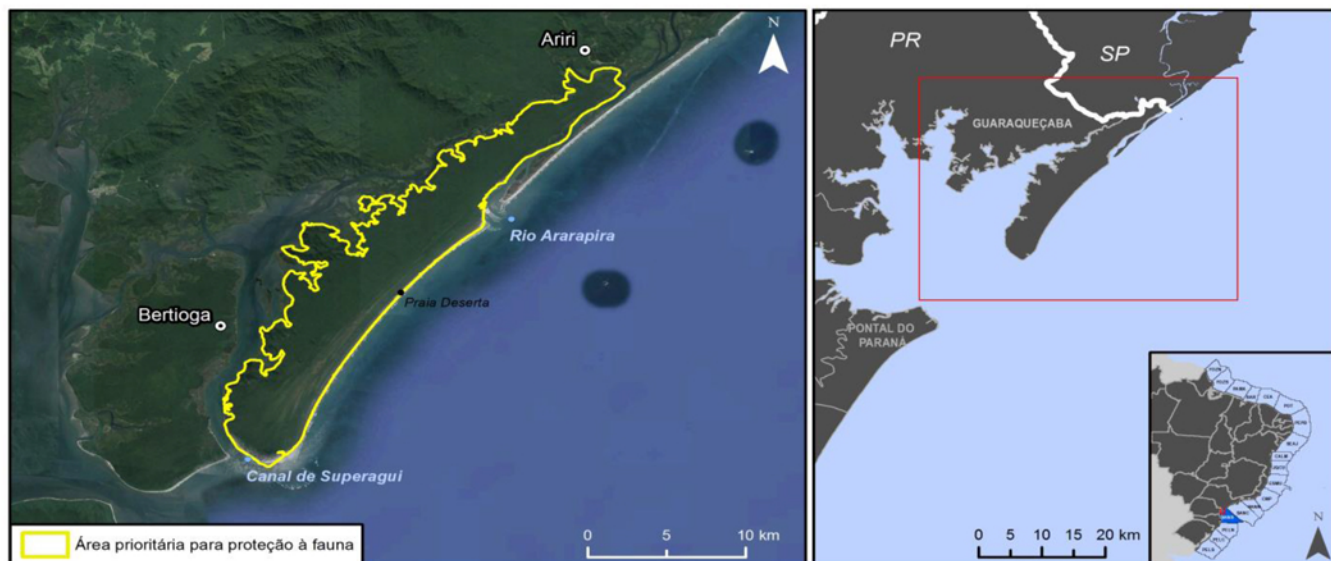 Ariri
N
Rio Ararapira
Praia Deserta
Bertioga
Canal de Superagui
Área prioritária para proteção à fauna
0 5 10 km
PR
SP
GUARAQUEÇABA
PONTAL DO
PARANÁ
0 5 10 15 20 km
N